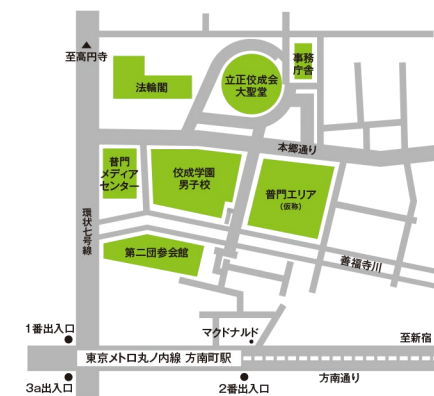 ▲
至高円寺
法輪閣
立正佼成会
大聖堂
事務
庁舎
本郷通り
普門
メディア
センター
佼成学園
男子校
普門エリア
(仮称)
環状七号線
第二団参会館
善福寺川
マクドナルド
1番出入口
至新宿
東京メトロ丸ノ内線 方南町駅
3a出入口
2番出入口
方南通り